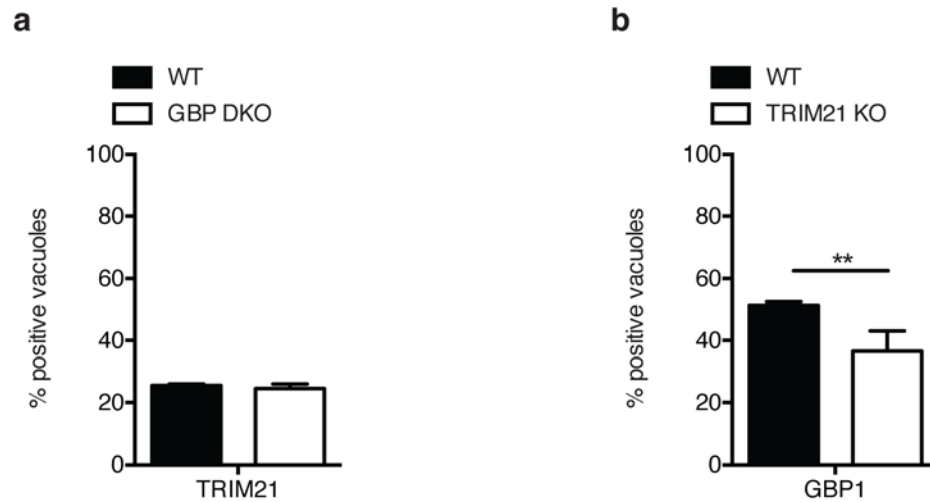 a
WT
GBP DKO
100
80
60
40
20
0
% positive vacuoles
TRIM21
b
WT
TRIM21 KO
100
80
60
40
20
0
% positive vacuoles
**
GBP1